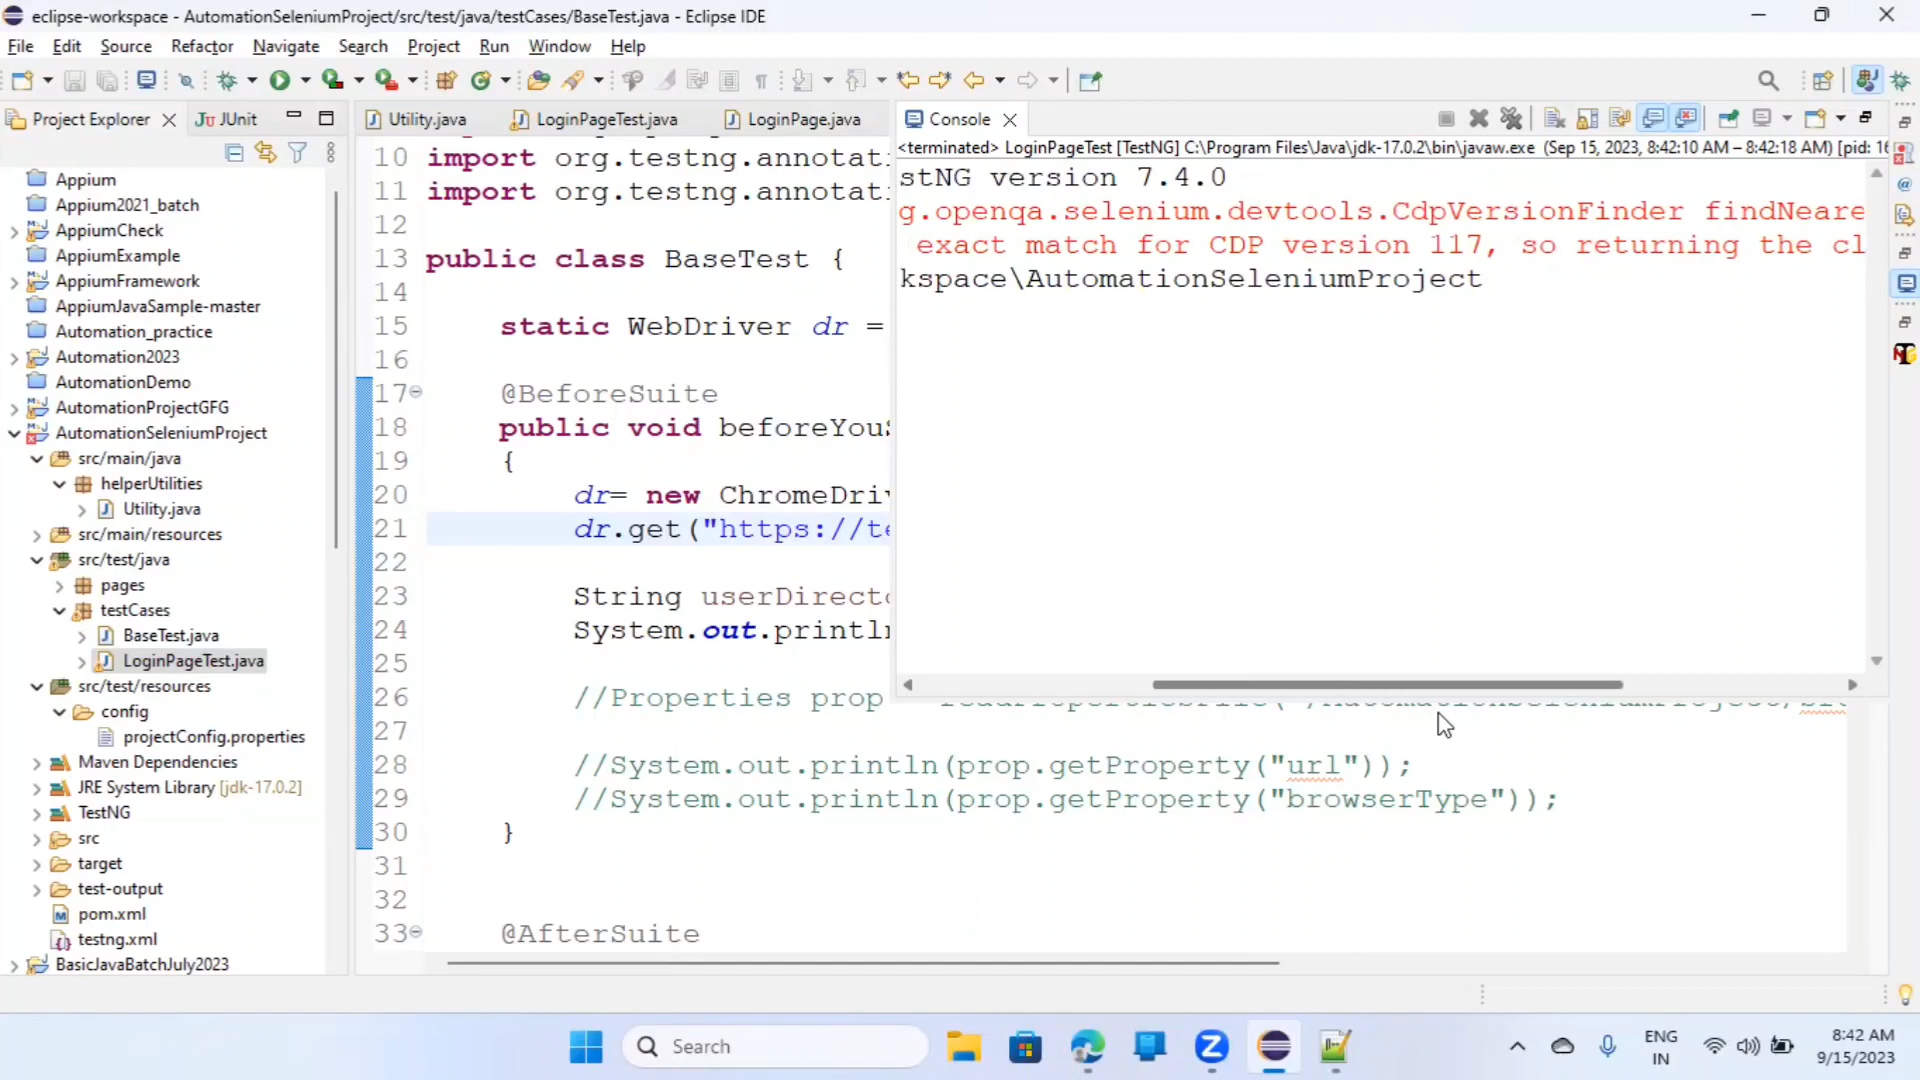 eclipse-workspace - AutomationSeleniumProject/src/test/java/testCases/BaseTest.java - Eclipse IDE
File Edit Source Refactor Navigate Search Project Run Window Help
Project Explorer JUnit
Appium
Appium2021_batch
AppiumCheck
AppiumExample
AppiumFramework
AppiumJavaSample-master
Automation_practice
Automation2023
AutomationDemo
AutomationProjectGFG
AutomationSeleniumProject
src/main/java
helperUtilities
Utility.java
src/main/resources
src/test/java
pages
testCases
BaseTest.java
LoginPageTest.java
src/test/resources
config
projectConfig.properties
Maven Dependencies
JRE System Library [jdk-17.0.2]
TestNG
src
target
test-output
pom.xml
testng.xml
BasicJavaBatchJuly2023
Utility.java LoginPageTest.java LoginPage.java
10 import org.testng.annotati
11 import org.testng.annotati
12
13 public class BaseTest {
14
15 static WebDriver dr =
16
17 @BeforeSuite
18 public void beforeYouS
19 {
20 dr= new ChromeDriv
21 dr.get("https://te
22
23 String userDirecto
24 System.out.println
25
26 //Properties prop
27
28 //System.out.println(prop.getProperty("url"));
29 //System.out.println(prop.getProperty("browserType"));
30 }
31
32
33 @AfterSuite
Console
<terminated> LoginPageTest [TestNG] C:\Program Files\Java\jdk-17.0.2\bin\javaw.exe (Sep 15, 2023, 8:42:10 AM – 8:42:18 AM) [pid: 16
stNG version 7.4.0
g.openqa.selenium.devtools.CdpVersionFinder findNeare
exact match for CDP version 117, so returning the cl
kspace\AutomationSeleniumProject
Search
ENG
IN
8:42 AM
9/15/2023